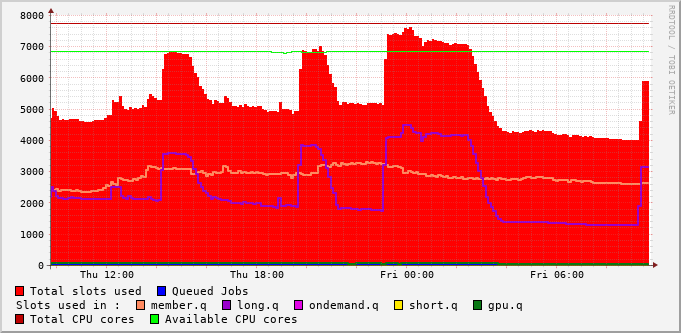 8000
7000
6000
5000
4000
3000
2000
1000
0
Thu 12:00 Thu 18:00 Fri 00:00 Fri 06:00
RRDTOOL / TOBI OETIKER
Total slots used Queued Jobs
Slots used in : member.q long.q ondemand.q short.q gpu.q
Total CPU cores Available CPU cores